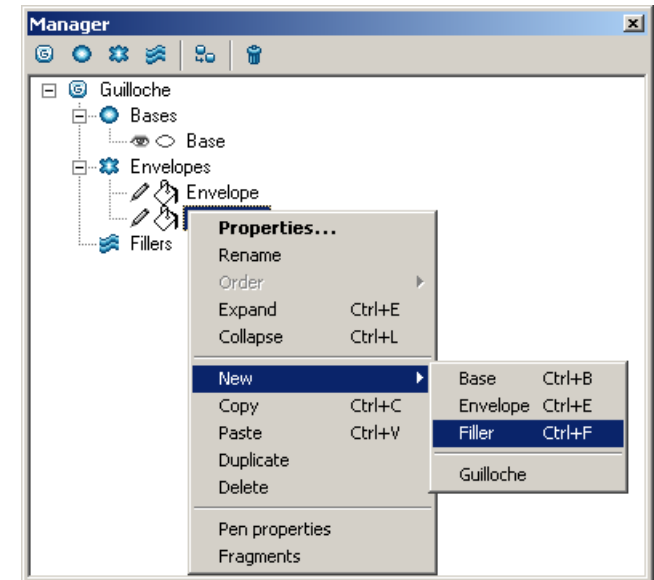 Manager
G
G Guilloche
Bases
Base
Envelopes
Envelope
Fillers
Properties...
Rename
Order
Expand Ctrl+E
Collapse Ctrl+L
New
Copy Ctrl+C
Paste Ctrl+V
Duplicate
Delete
Pen properties
Fragments
Base Ctrl+B
Envelope Ctrl+E
Filler Ctrl+F
Guilloche